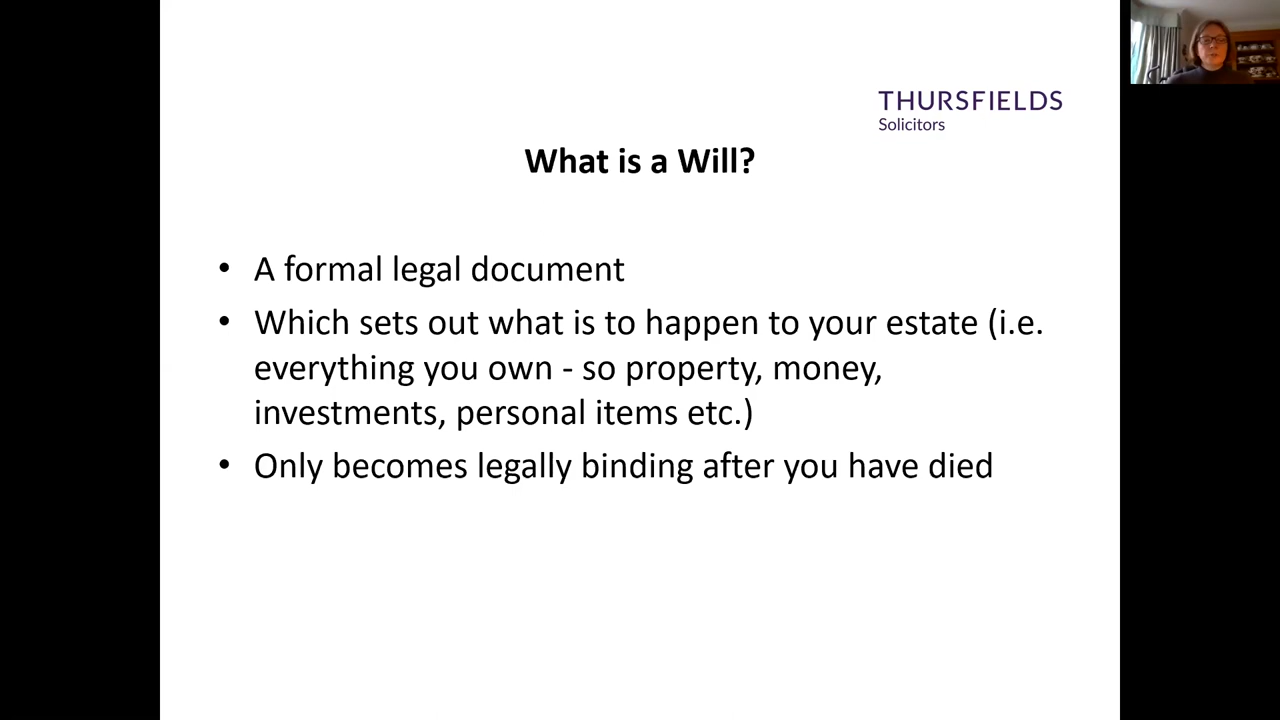 THURSFIELDS
Solicitors
What is a Will?
• A formal legal document
• Which sets out what is to happen to your estate (i.e.
everything you own - so property, money,
investments, personal items etc.)
• Only becomes legally binding after you have died